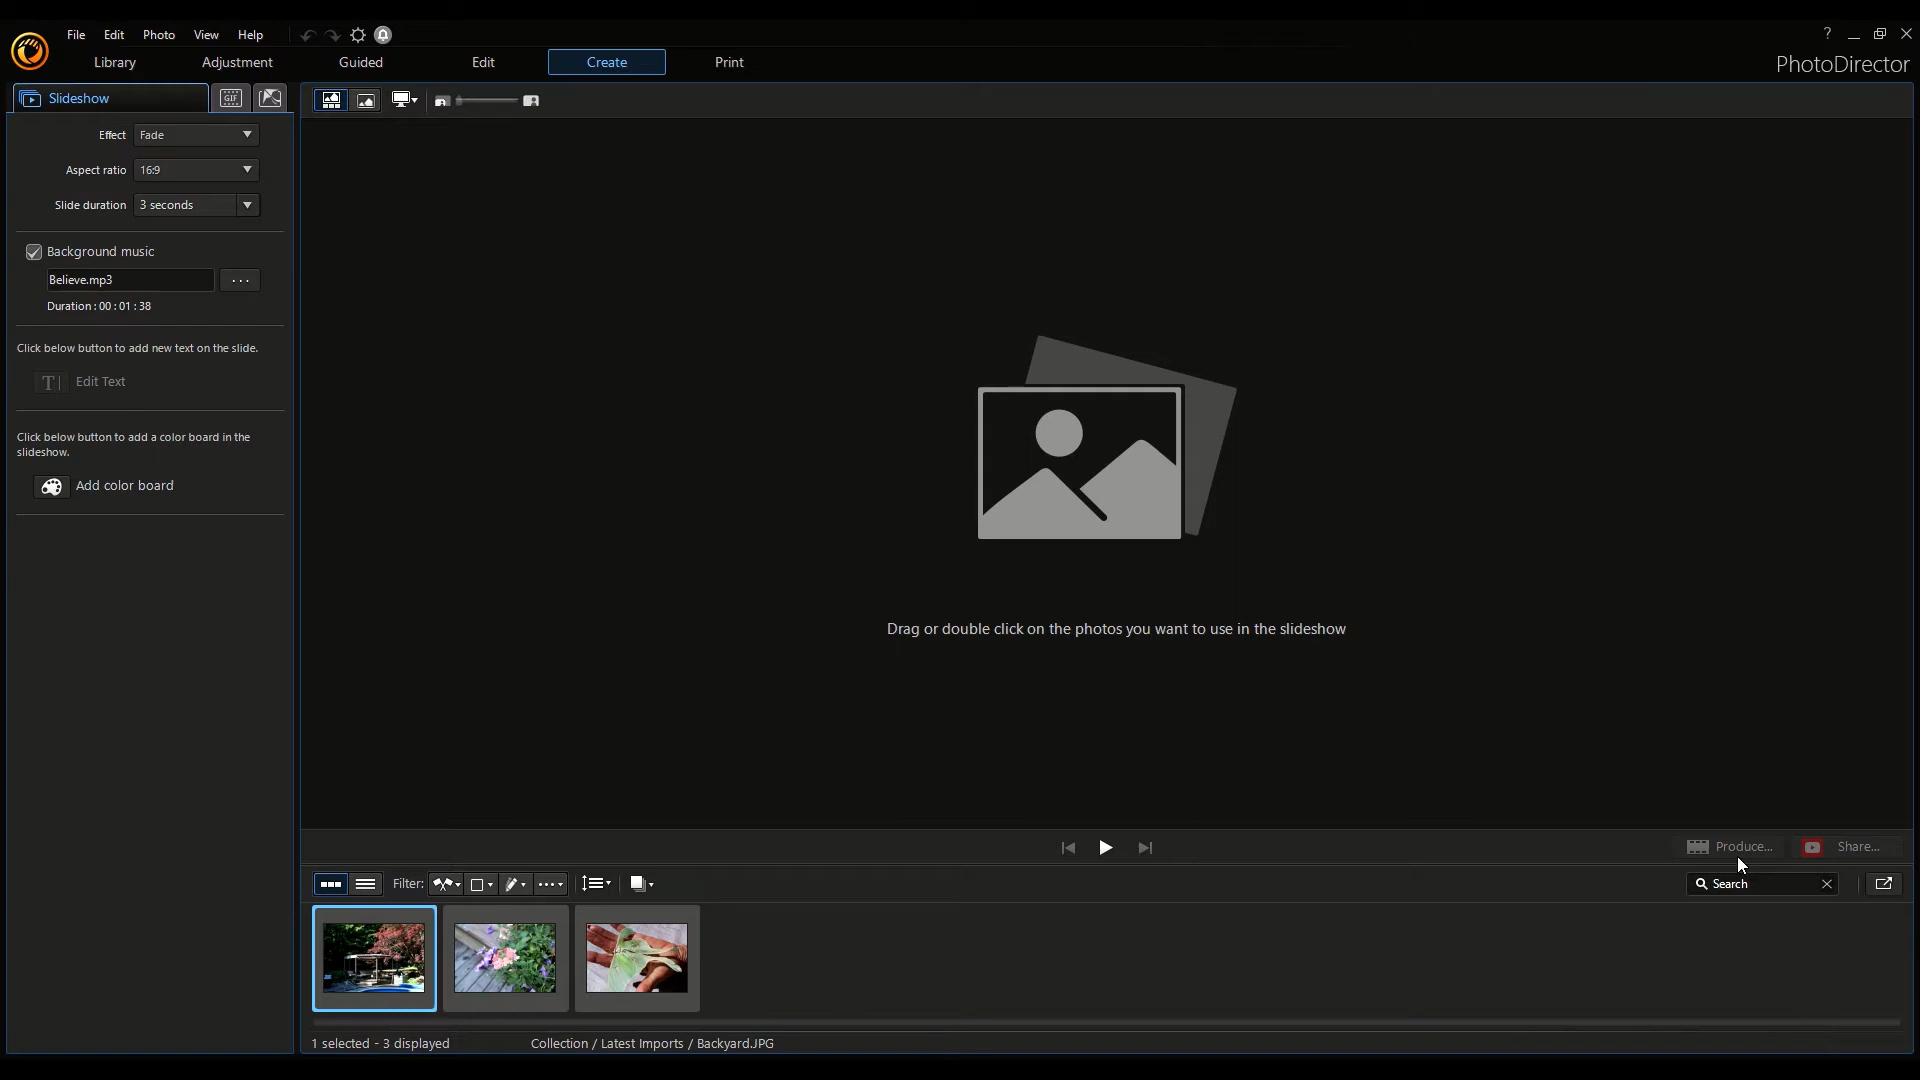 File Edit Photo View Help
?
Library Adjustment Guided Edit Create Print
PhotoDirector
Slideshow
GIF
Effect Fade
Aspect ratio 16:9
Slide duration 3 seconds
Background music
Believe.mp3 ...
Duration : 00 : 01 : 38
Click below button to add new text on the slide.
T| Edit Text
Click below button to add a color board in the
slideshow.
Add color board
Drag or double click on the photos you want to use in the slideshow
Produce... Share...
Filter:
Search
1 selected - 3 displayed
Collection / Latest Imports / Backyard.JPG